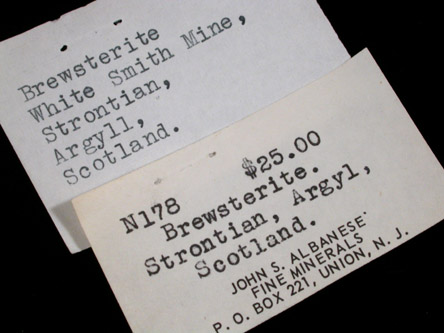 Brewsterite
White Smith Mine,
Strontian,
Argyll,
Scotland.
N178 $25.00
Brewsterite.
Strontian, Argyl,
Scotland.
JOHN S. ALBANESE
FINE MINERALS
P. O. BOX 221, UNION, N. J.